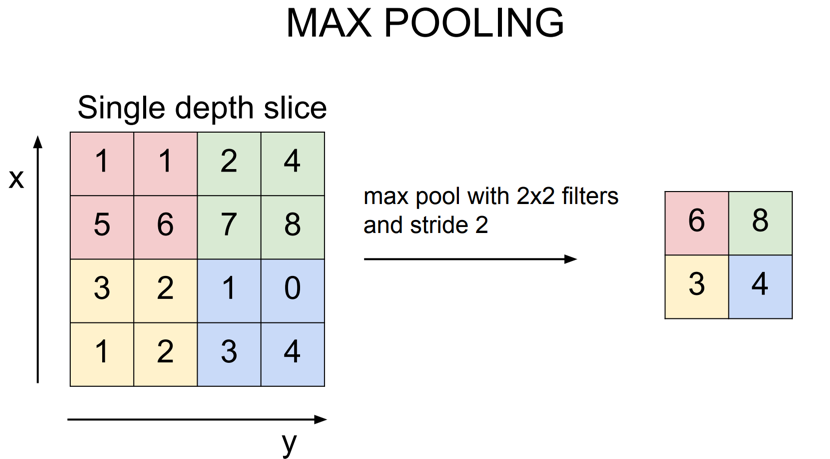 MAX POOLING
Single depth slice
x
1 1 2 4
5 6 7 8
3 2 1 0
1 2 3 4
y
max pool with 2x2 filters
and stride 2
6 8
3 4